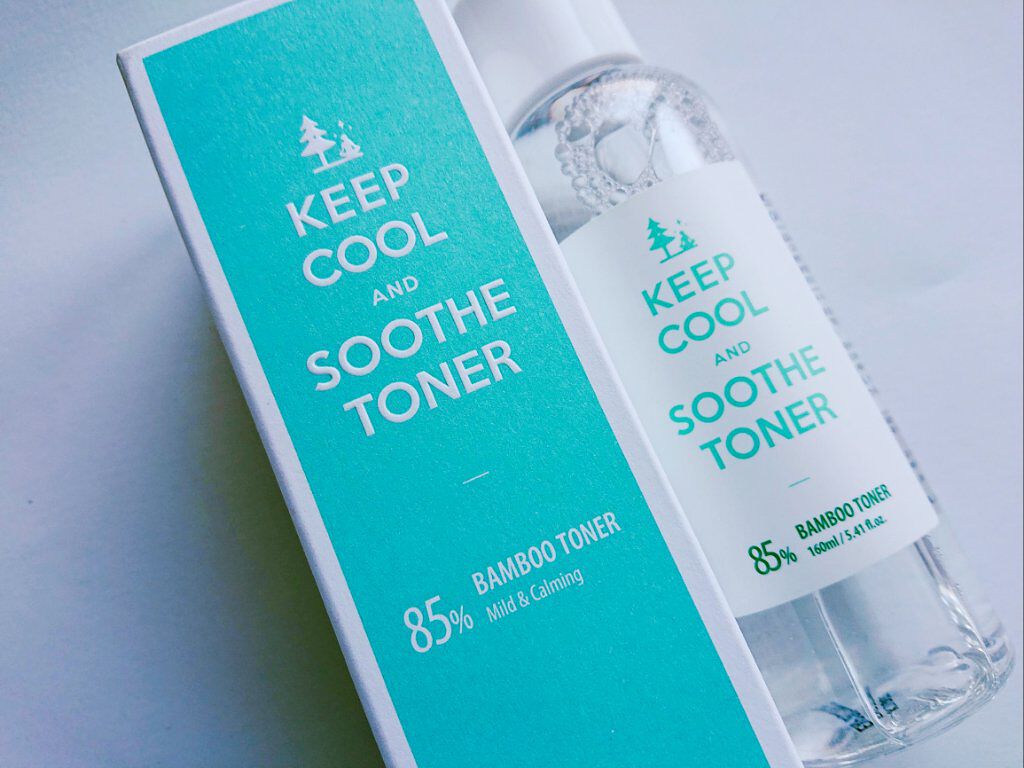 KEEP
COOL
AND
SOOTHE
TONER
85% BAMBOO TONER
Mild & Calming
KEEP
COOL
AND
SOOTHE
TONER
85% BAMBOO TONER
160ml / 5.41 fl.oz.